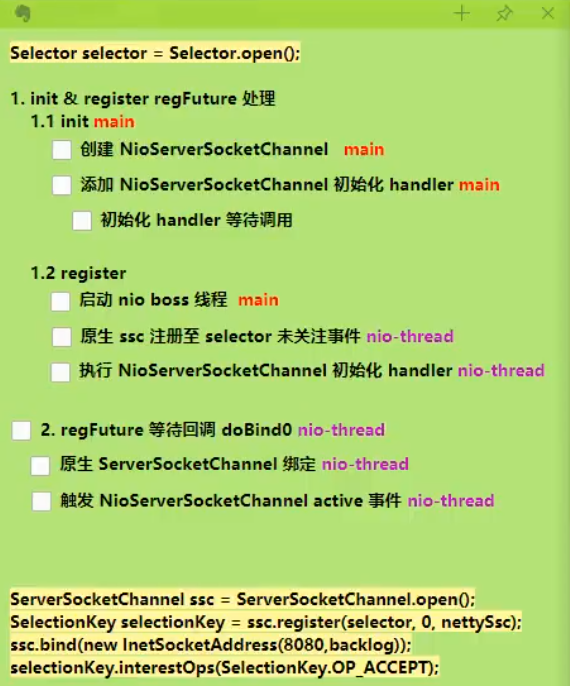 Selector selector = Selector.open();
1. init & register regFuture 处理
1.1 init main
创建 NioServerSocketChannel main
添加 NioServerSocketChannel 初始化 handler main
初始化 handler 等待调用
1.2 register
启动 nio boss 线程 main
原生 ssc 注册至 selector 未关注事件 nio-thread
执行 NioServerSocketChannel 初始化 handler nio-thread
2. regFuture 等待回调 doBind0 nio-thread
原生 ServerSocketChannel 绑定 nio-thread
触发 NioServerSocketChannel active 事件 nio-thread
ServerSocketChannel ssc = ServerSocketChannel.open();
SelectionKey selectionKey = ssc.register(selector, 0, nettySsc);
ssc.bind(new InetSocketAddress(8080,backlog));
selectionKey.interestOps(SelectionKey.OP_ACCEPT);